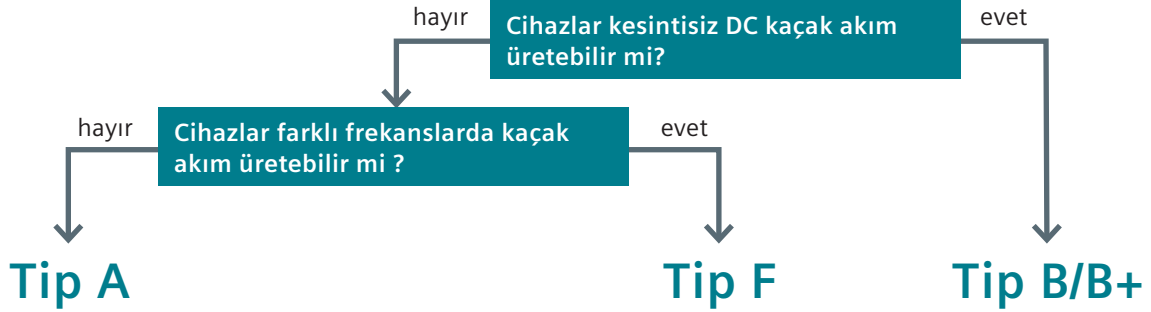 hayır
Cihazlar kesintisiz DC kaçak akım
üretebilir mi?
evet
hayır
Cihazlar farklı frekanslarda kaçak
akım üretebilir mi ?
evet
Tip A
Tip F
Tip B/B+